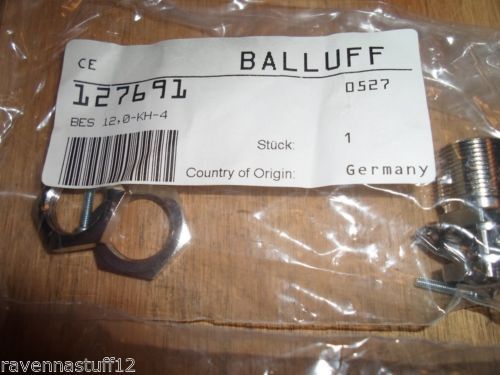 CE BALLUFF
127691 0527
BES 12,0-KH-4
Stück: 1
Country of Origin: Germany
ravennastuff12